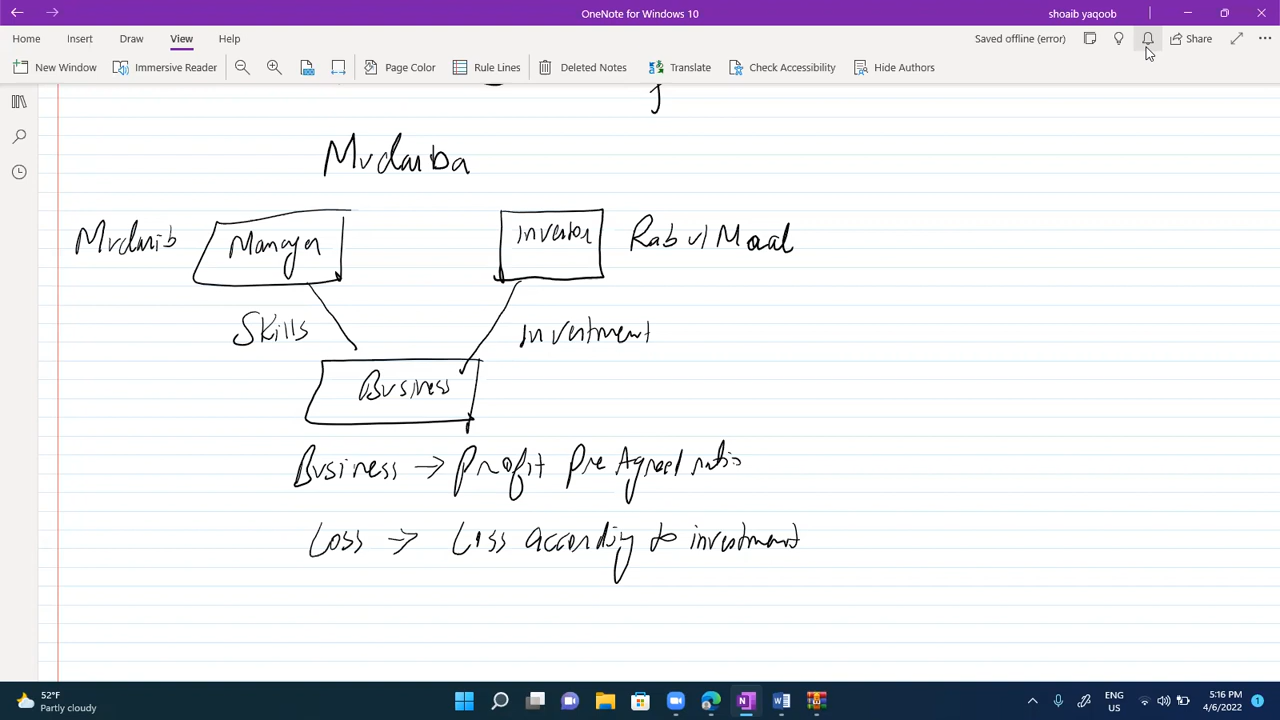 OneNote for Windows 10
shoaib yaqoob
Home Insert Draw View Help
Saved offline (error)
Share
New Window Immersive Reader Page Color Rule Lines Deleted Notes Translate Check Accessibility Hide Authors
Mudariba
Mudarib Manager Investor Rab ul Maal
Skills Investment
Business
Business → Profit Pre Agreed ratio
Loss → Loss according to investment
52°F
Partly cloudy
ENG
US
5:16 PM
4/6/2022
1